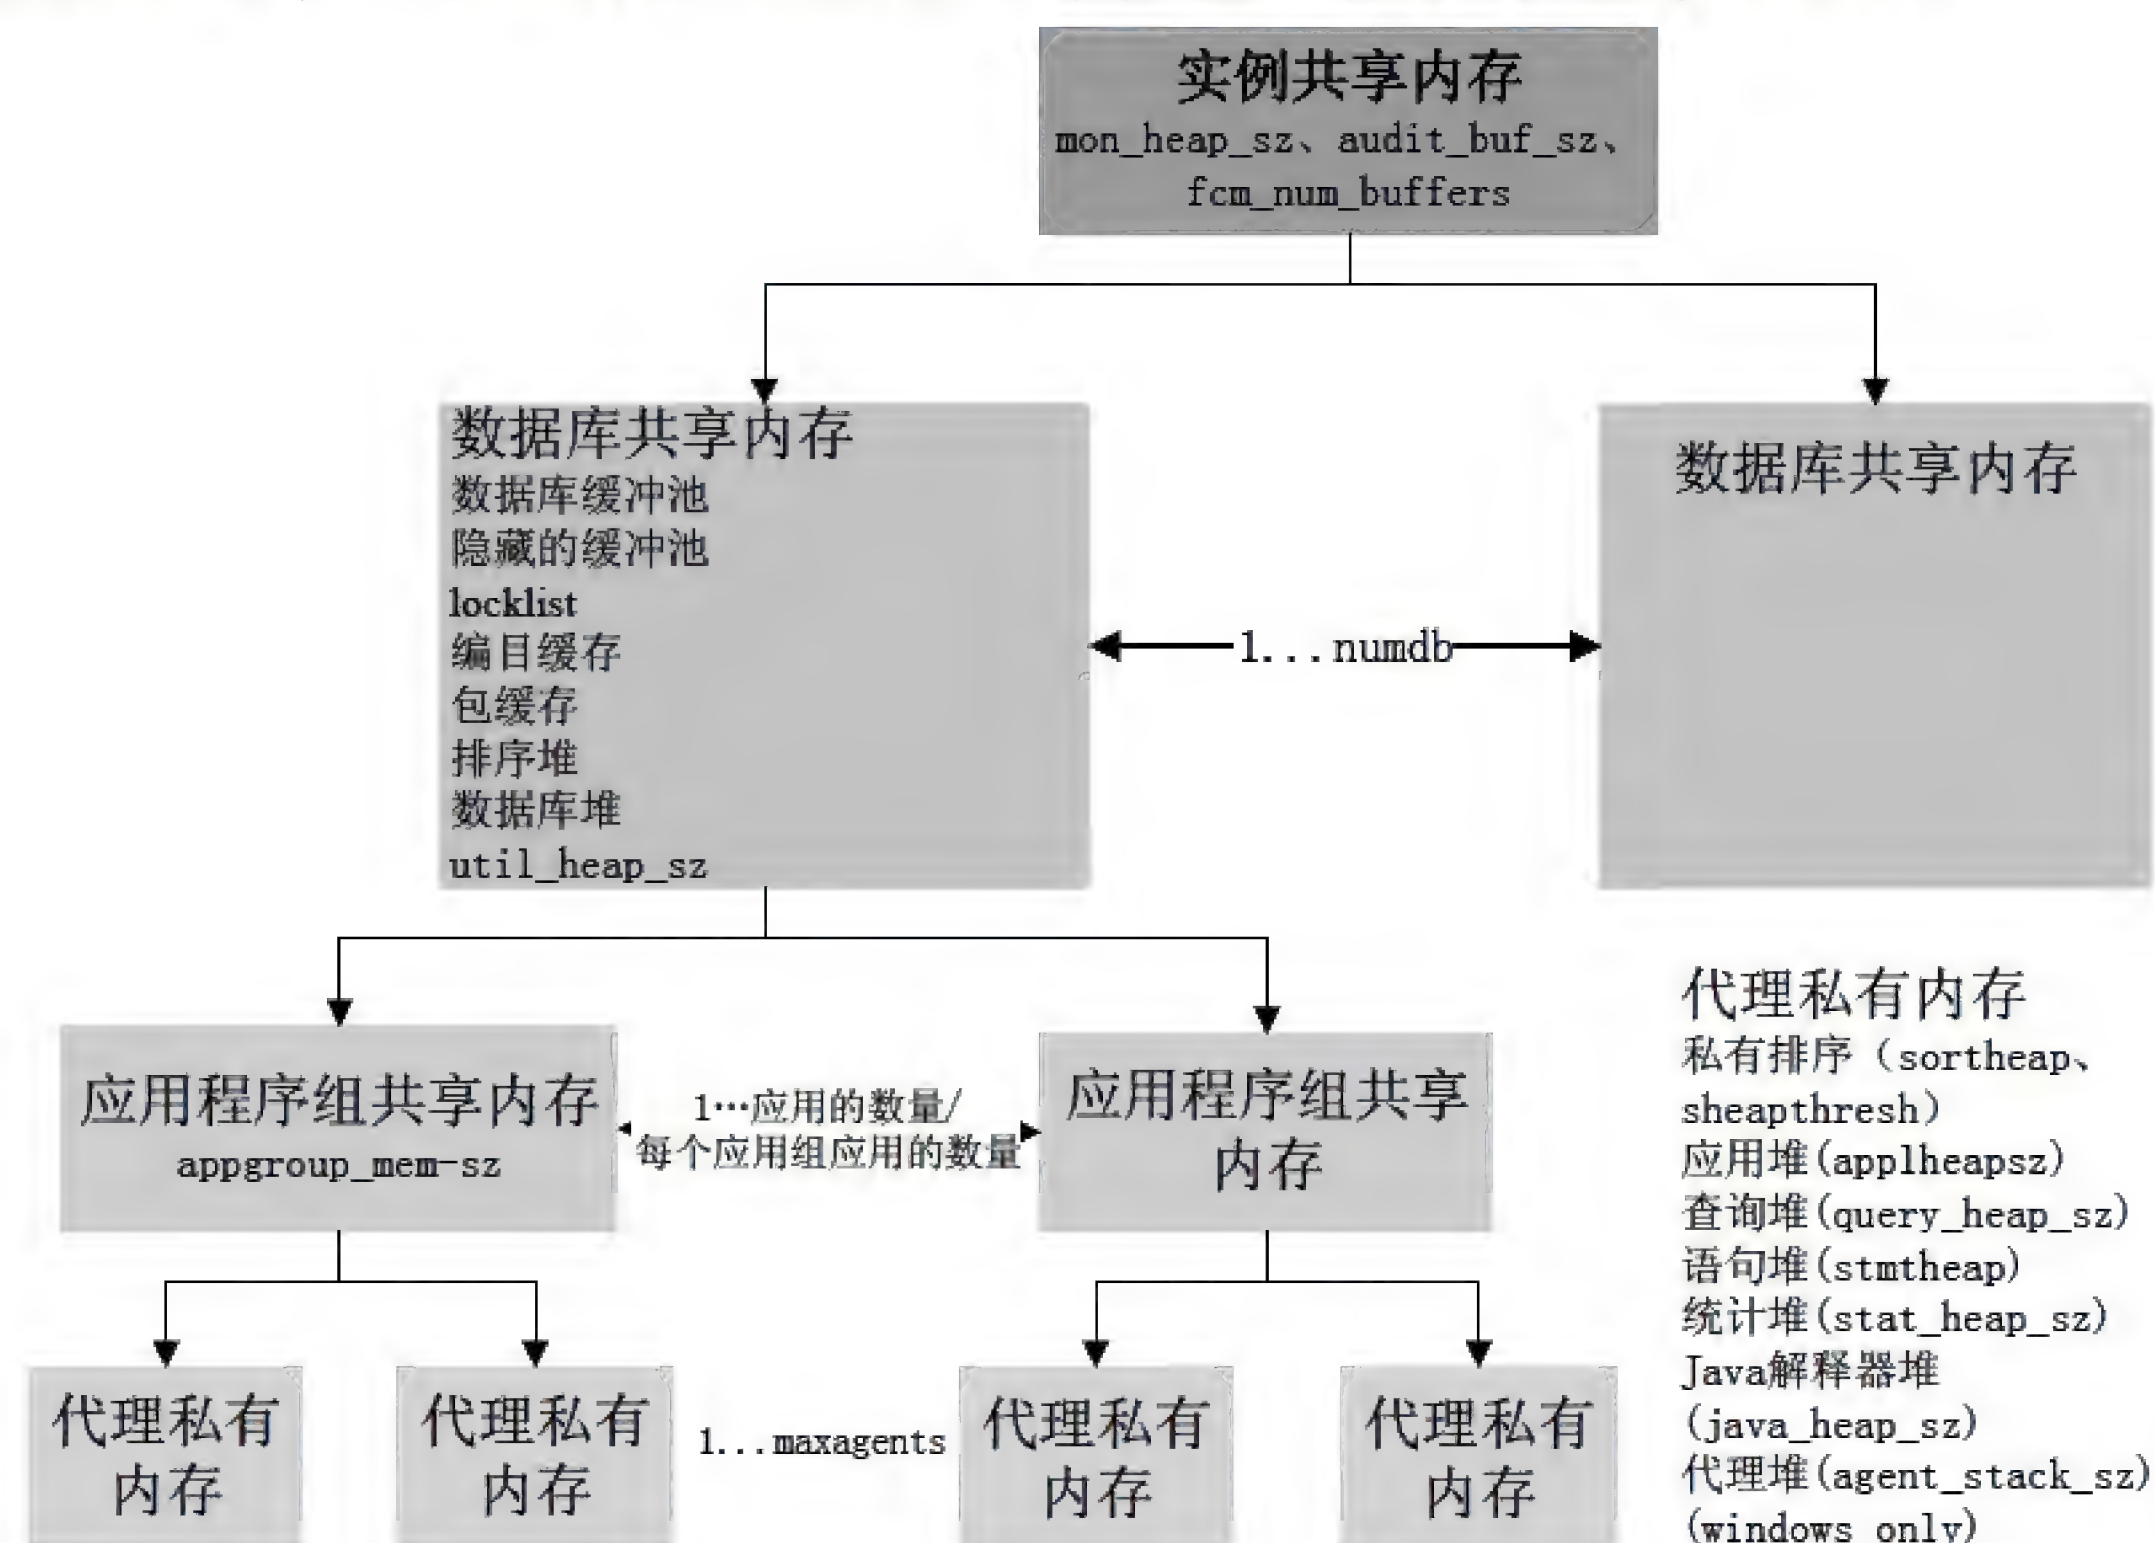 实例共享内存
mon_heap_sz、audit_buf_sz、
fcm_num_buffers
数据库共享内存
数据库缓冲池
隐藏的缓冲池
locklist
编目缓存
包缓存
排序堆
数据库堆
util_heap_sz
1...numdb
数据库共享内存
应用程序组共享内存
appgroup_mem-sz
1…应用的数量/
每个应用组应用的数量
应用程序组共享
内存
代理私有
内存
代理私有
内存
1...maxagents
代理私有
内存
代理私有
内存
代理私有内存
私有排序（sortheap、
sheapthresh）
应用堆(applheapsz)
查询堆(query_heap_sz)
语句堆(stmtheap)
统计堆(stat_heap_sz)
Java解释器堆
(java_heap_sz)
代理堆(agent_stack_sz)
(windows only)